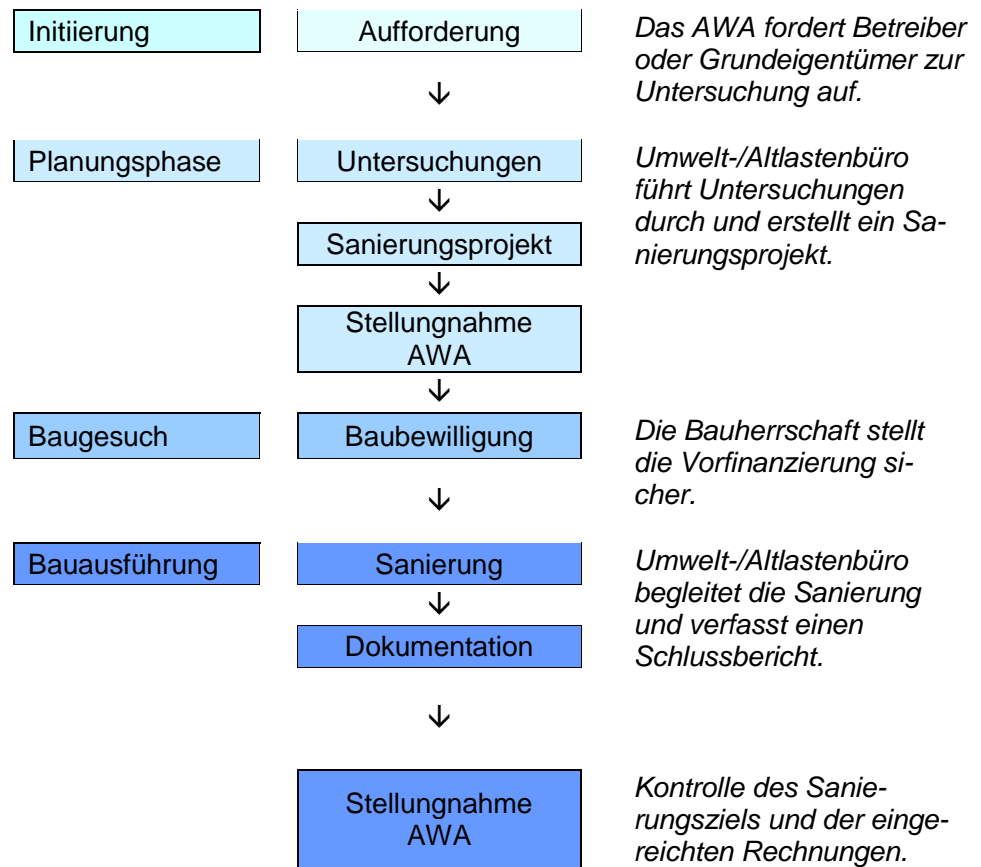 Initiierung
Aufforderung
Das AWA fordert Betreiber
oder Grundeigentümer zur
Untersuchung auf.
Planungsphase
Untersuchungen
Umwelt-/Altlastenbüro
führt Untersuchungen
durch und erstellt ein Sa-
nierungsprojekt.
Sanierungsprojekt
Stellungnahme
AWA
Baugesuch
Baubewilligung
Die Bauherrschaft stellt
die Vorfinanzierung si-
cher.
Bauausführung
Sanierung
Umwelt-/Altlastenbüro
begleitet die Sanierung
und verfasst einen
Schlussbericht.
Dokumentation
Stellungnahme
AWA
Kontrolle des Sanie-
rungsziels und der einge-
reichten Rechnungen.